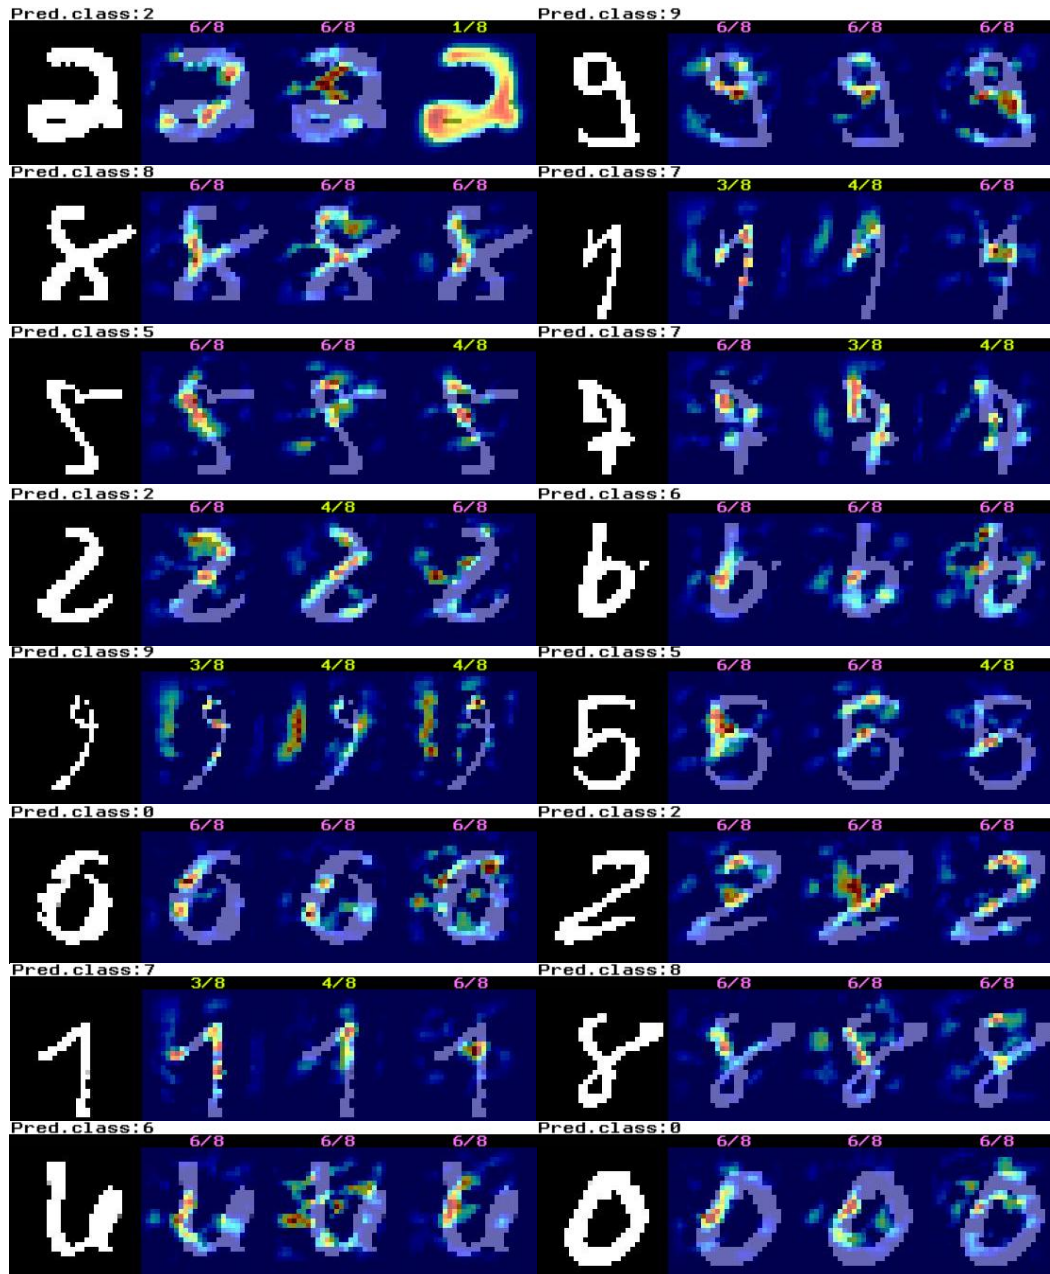 Pred.class:2 Pred.class:9
6/8 6/8 1/8 6/8 6/8 6/8
2 9
Pred.class:8 Pred.class:7
6/8 6/8 6/8 3/8 4/8 6/8
Pred.class:5 Pred.class:7
6/8 6/8 4/8 6/8 3/8 4/8
Pred.class:2 Pred.class:6
6/8 4/8 6/8 6/8 6/8 6/8
Pred.class:9 Pred.class:5
3/8 4/8 4/8 6/8 6/8 4/8
Pred.class:0 Pred.class:2
6/8 6/8 6/8 6/8 6/8 6/8
Pred.class:7 Pred.class:8
3/8 4/8 6/8 6/8 6/8 6/8
Pred.class:6 Pred.class:0
6/8 6/8 6/8 6/8 6/8 6/8